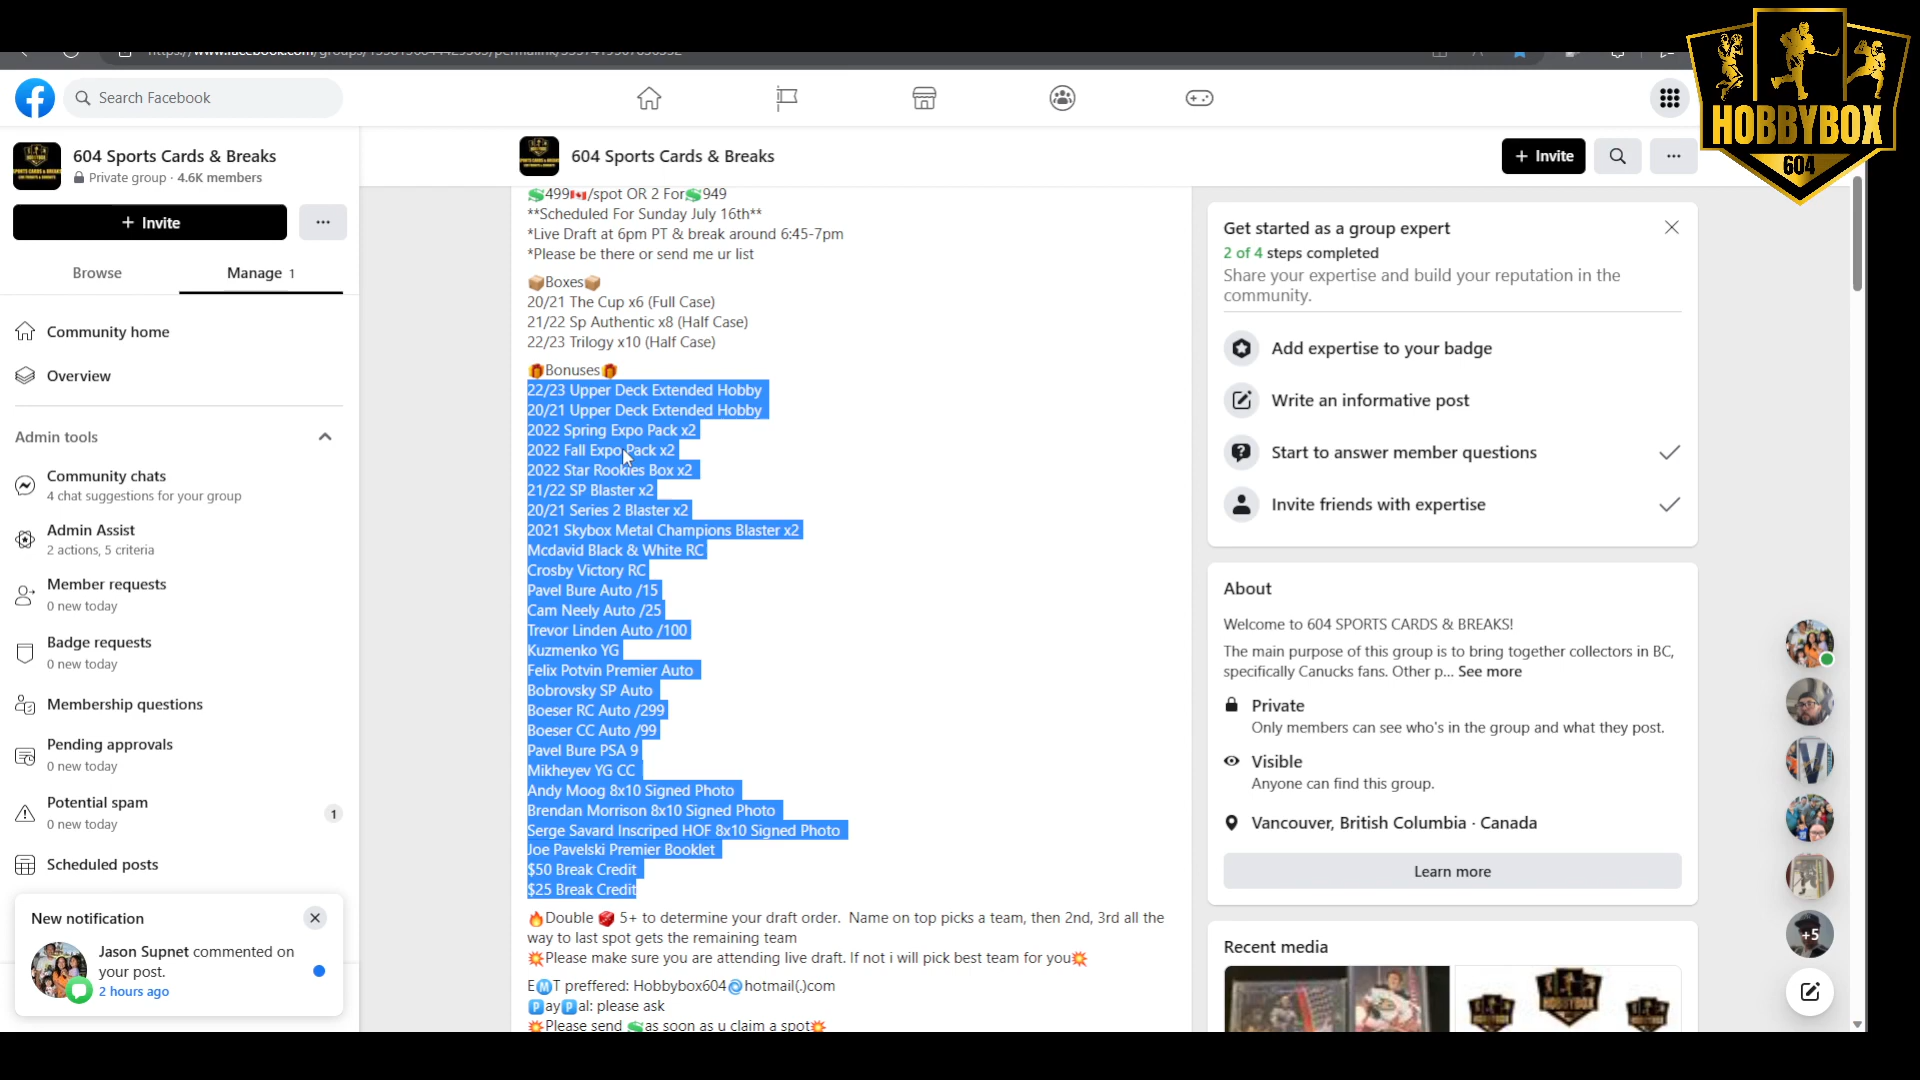 Search Facebook
HOBBYBOX
604
604 Sports Cards & Breaks
Private group · 4.6K members
+ Invite
...
Browse
Manage 1
Community home
Overview
Admin tools
Community chats
4 chat suggestions for your group
Admin Assist
2 actions, 5 criteria
Member requests
0 new today
Badge requests
0 new today
Membership questions
Pending approvals
0 new today
Potential spam
0 new today
1
Scheduled posts
New notification
Jason Supnet commented on
your post.
2 hours ago
604 Sports Cards & Breaks
+ Invite
...
💲499🇨🇦/spot OR 2 For💲949
**Scheduled For Sunday July 16th**
*Live Draft at 6pm PT & break around 6:45-7pm
*Please be there or send me ur list
📦Boxes📦
20/21 The Cup x6 (Full Case)
21/22 Sp Authentic x8 (Half Case)
22/23 Trilogy x10 (Half Case)
🎁Bonuses🎁
22/23 Upper Deck Extended Hobby
20/21 Upper Deck Extended Hobby
2022 Spring Expo Pack x2
2022 Fall Expo Pack x2
2022 Star Rookies Box x2
21/22 SP Blaster x2
20/21 Series 2 Blaster x2
2021 Skybox Metal Champions Blaster x2
Mcdavid Black & White RC
Crosby Victory RC
Pavel Bure Auto /15
Cam Neely Auto /25
Trevor Linden Auto /100
Kuzmenko YG
Felix Potvin Premier Auto
Bobrovsky SP Auto
Boeser RC Auto /299
Boeser CC Auto /99
Pavel Bure PSA 9
Mikheyev YG CC
Andy Moog 8x10 Signed Photo
Brendan Morrison 8x10 Signed Photo
Serge Savard Inscriped HOF 8x10 Signed Photo
Joe Pavelski Premier Booklet
$50 Break Credit
$25 Break Credit
🔥Double 🎲 5+ to determine your draft order. Name on top picks a team, then 2nd, 3rd all the
way to last spot gets the remaining team
💥Please make sure you are attending live draft. If not i will pick best team for you💥
EⓂ️T preffered: Hobbybox604🌀hotmail(.)com
🅿️ay🅿️al: please ask
💥Please send 💲as soon as u claim a spot💥
Get started as a group expert
2 of 4 steps completed
Share your expertise and build your reputation in the
community.
Add expertise to your badge
Write an informative post
Start to answer member questions
Invite friends with expertise
About
Welcome to 604 SPORTS CARDS & BREAKS!
The main purpose of this group is to bring together collectors in BC,
specifically Canucks fans. Other p... See more
Private
Only members can see who's in the group and what they post.
Visible
Anyone can find this group.
Vancouver, British Columbia · Canada
Learn more
Recent media
+5